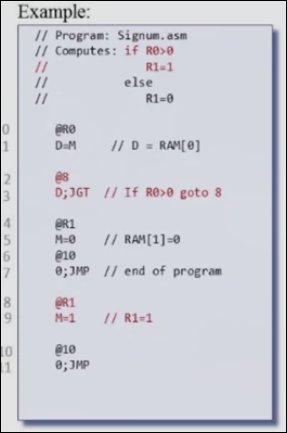 Example:
// Program: Signum.asm
// Computes: if R0>0
//              R1=1
//           else
//              R1=0
0    @R0
1    D=M    // D = RAM[0]
2    @8
3    D;JGT  // If R0>0 goto 8
4    @R1
5    M=0    // RAM[1]=0
6    @10
7    0;JMP  // end of program
8    @R1
9    M=1    // R1=1
10   @10
11   0;JMP